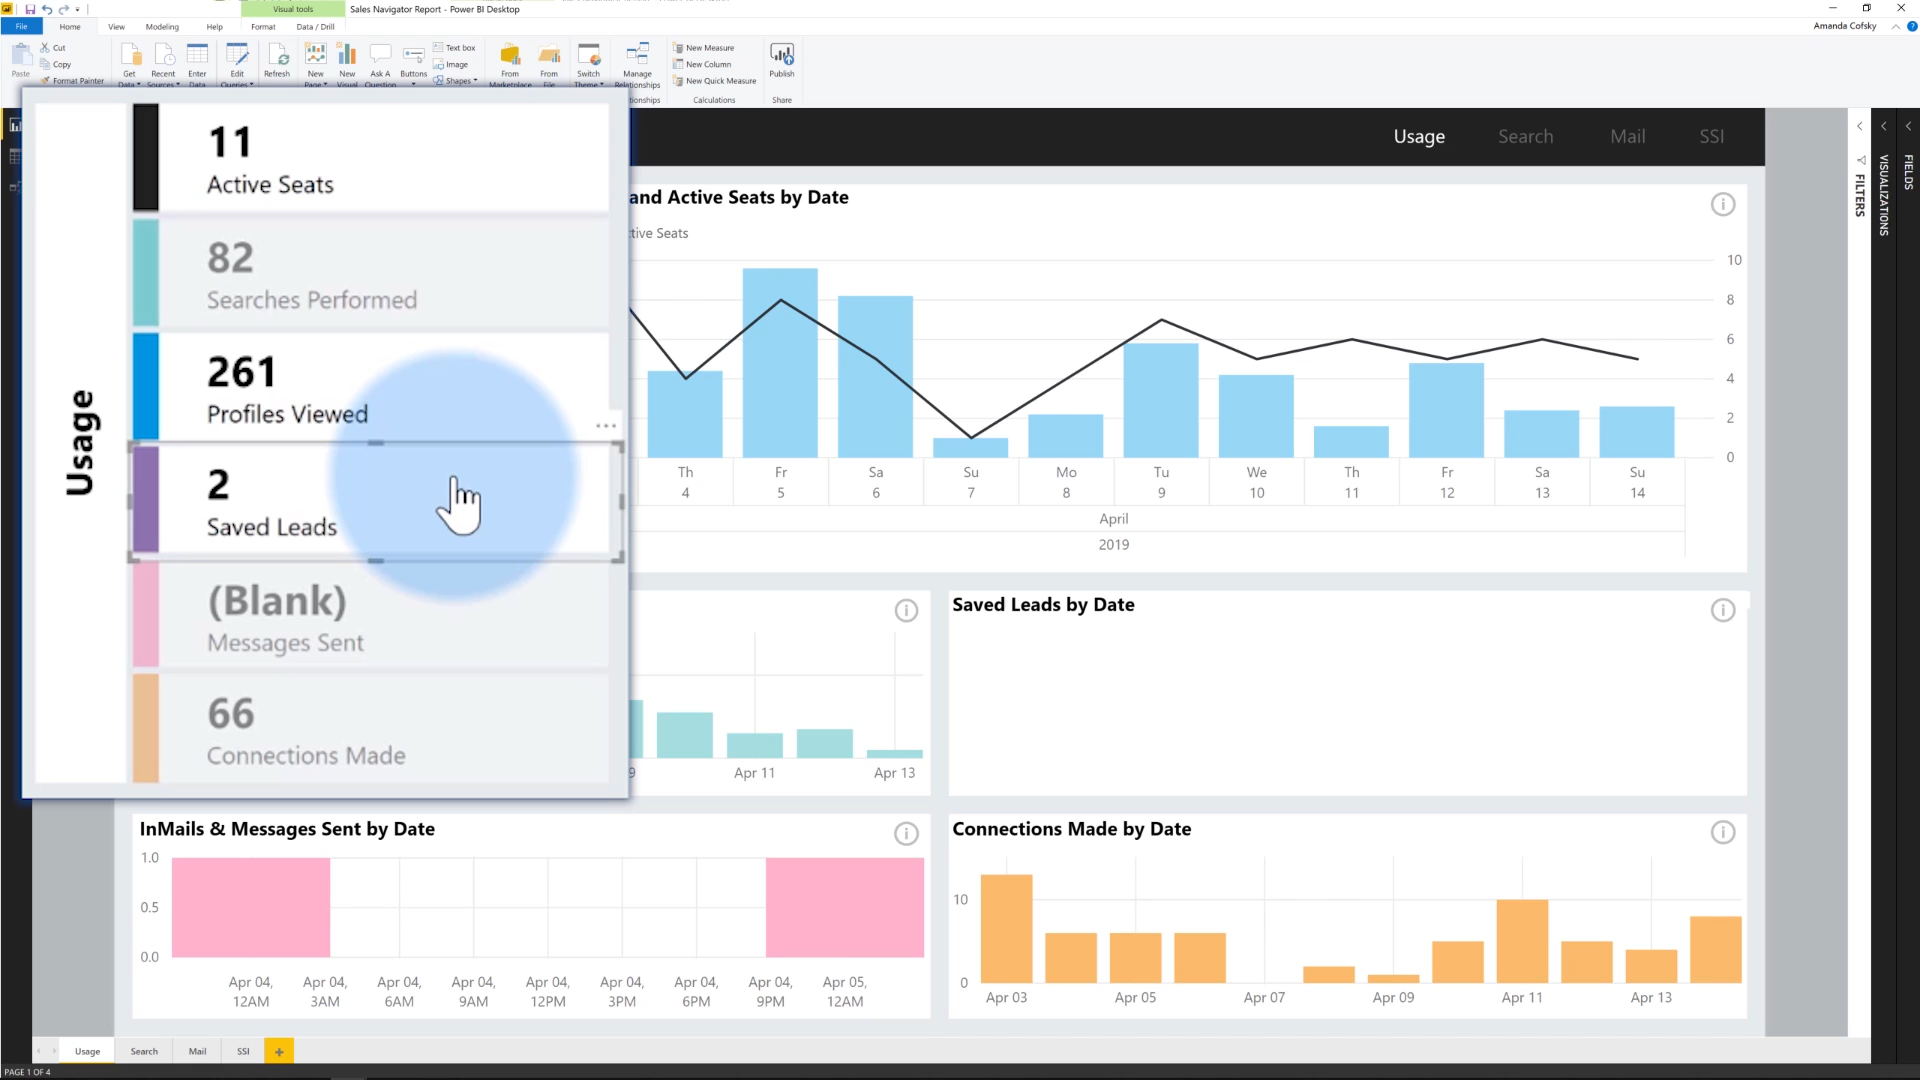 Visual tools
Sales Navigator Report - Power BI Desktop
File Home View Modeling Help Format Data / Drill
Amanda Cofsky
Paste
Cut
Copy
Format Painter
Get
Data
Recent
Sources
Enter
Data
Edit
Queries
Refresh
New
Page
New
Visual
Ask A
Question
Buttons
Text box
Image
Shapes
From
Marketplace
From
File
Switch
Theme
Manage
Relationships
New Measure
New Column
New Quick Measure
Calculations
Publish
Share
Usage Search Mail SSI
FILTERS
VISUALIZATIONS
FIELDS
Usage
11
Active Seats
82
Searches Performed
261
Profiles Viewed
...
2
Saved Leads
(Blank)
Messages Sent
66
Connections Made
and Active Seats by Date
tive Seats
10
8
6
4
2
0
Th Fr Sa Su Mo Tu We Th Fr Sa Su
4 5 6 7 8 9 10 11 12 13 14
April
2019
9 Apr 11 Apr 13
Saved Leads by Date
InMails & Messages Sent by Date
1.0
0.5
0.0
Apr 04, Apr 04, Apr 04, Apr 04, Apr 04, Apr 04, Apr 04, Apr 04, Apr 05,
12AM 3AM 6AM 9AM 12PM 3PM 6PM 9PM 12AM
Connections Made by Date
10
0
Apr 03 Apr 05 Apr 07 Apr 09 Apr 11 Apr 13
Usage Search Mail SSI +
PAGE 1 OF 4